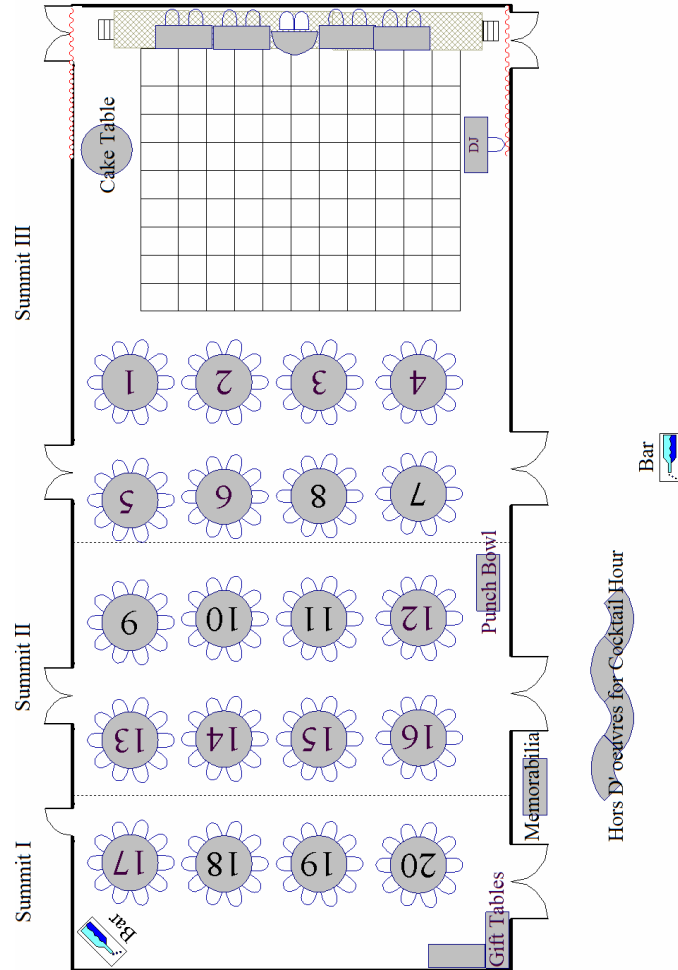 Summit III
Cake Table
DJ
1
2
3
4
5
6
8
7
Bar
Punch Bowl
Summit II
9
10
11
12
Hors D' oeuvres for Cocktail Hour
13
14
15
16
Memorabilia
Summit I
17
18
19
20
Bar
Gift Tables